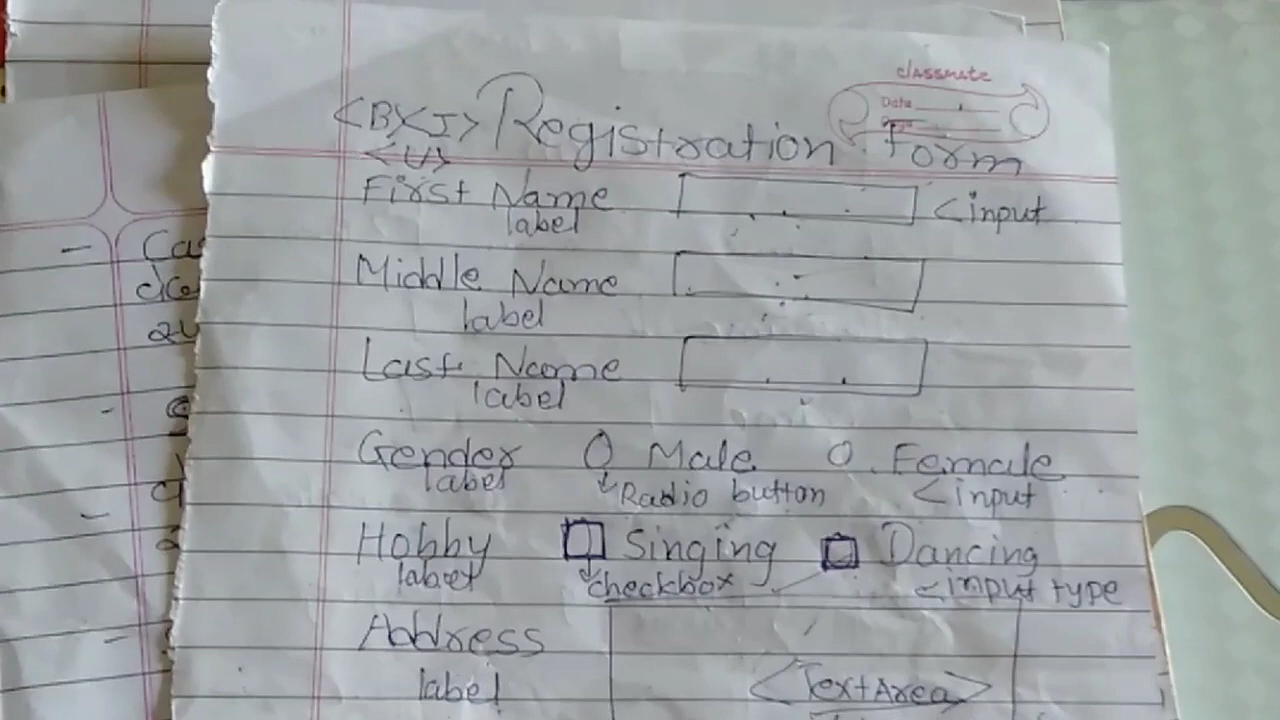 classmate
Date
<B><I> Registration Form
<U>
First Name <input
label
Middle Name
label
Last Name
label
Gender O Male O Female
label Radio button <input
Hobby Singing Dancing
label checkbox <input type
Address
label <TextArea>